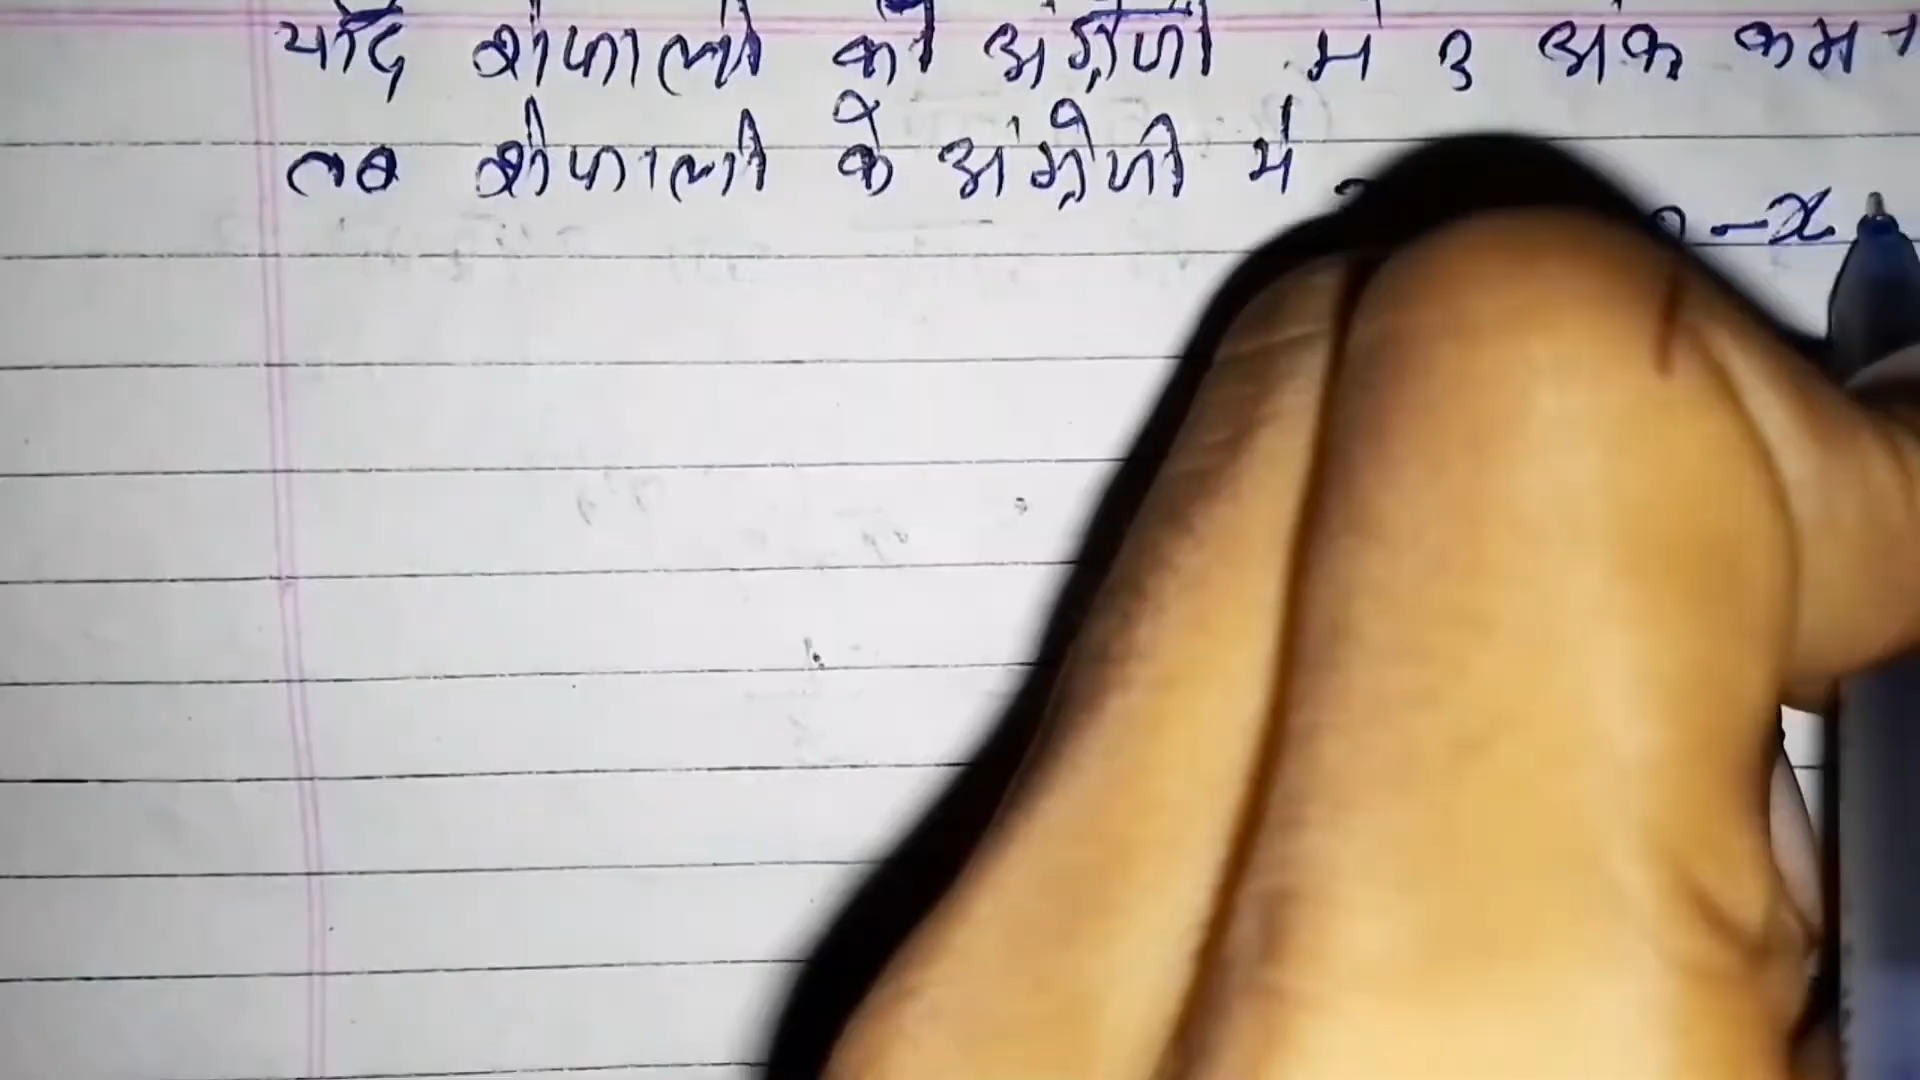 यदि शेफाली को अंग्रेजी में 3 अंक कम
तब शेफाली के अंग्रेजी में - x